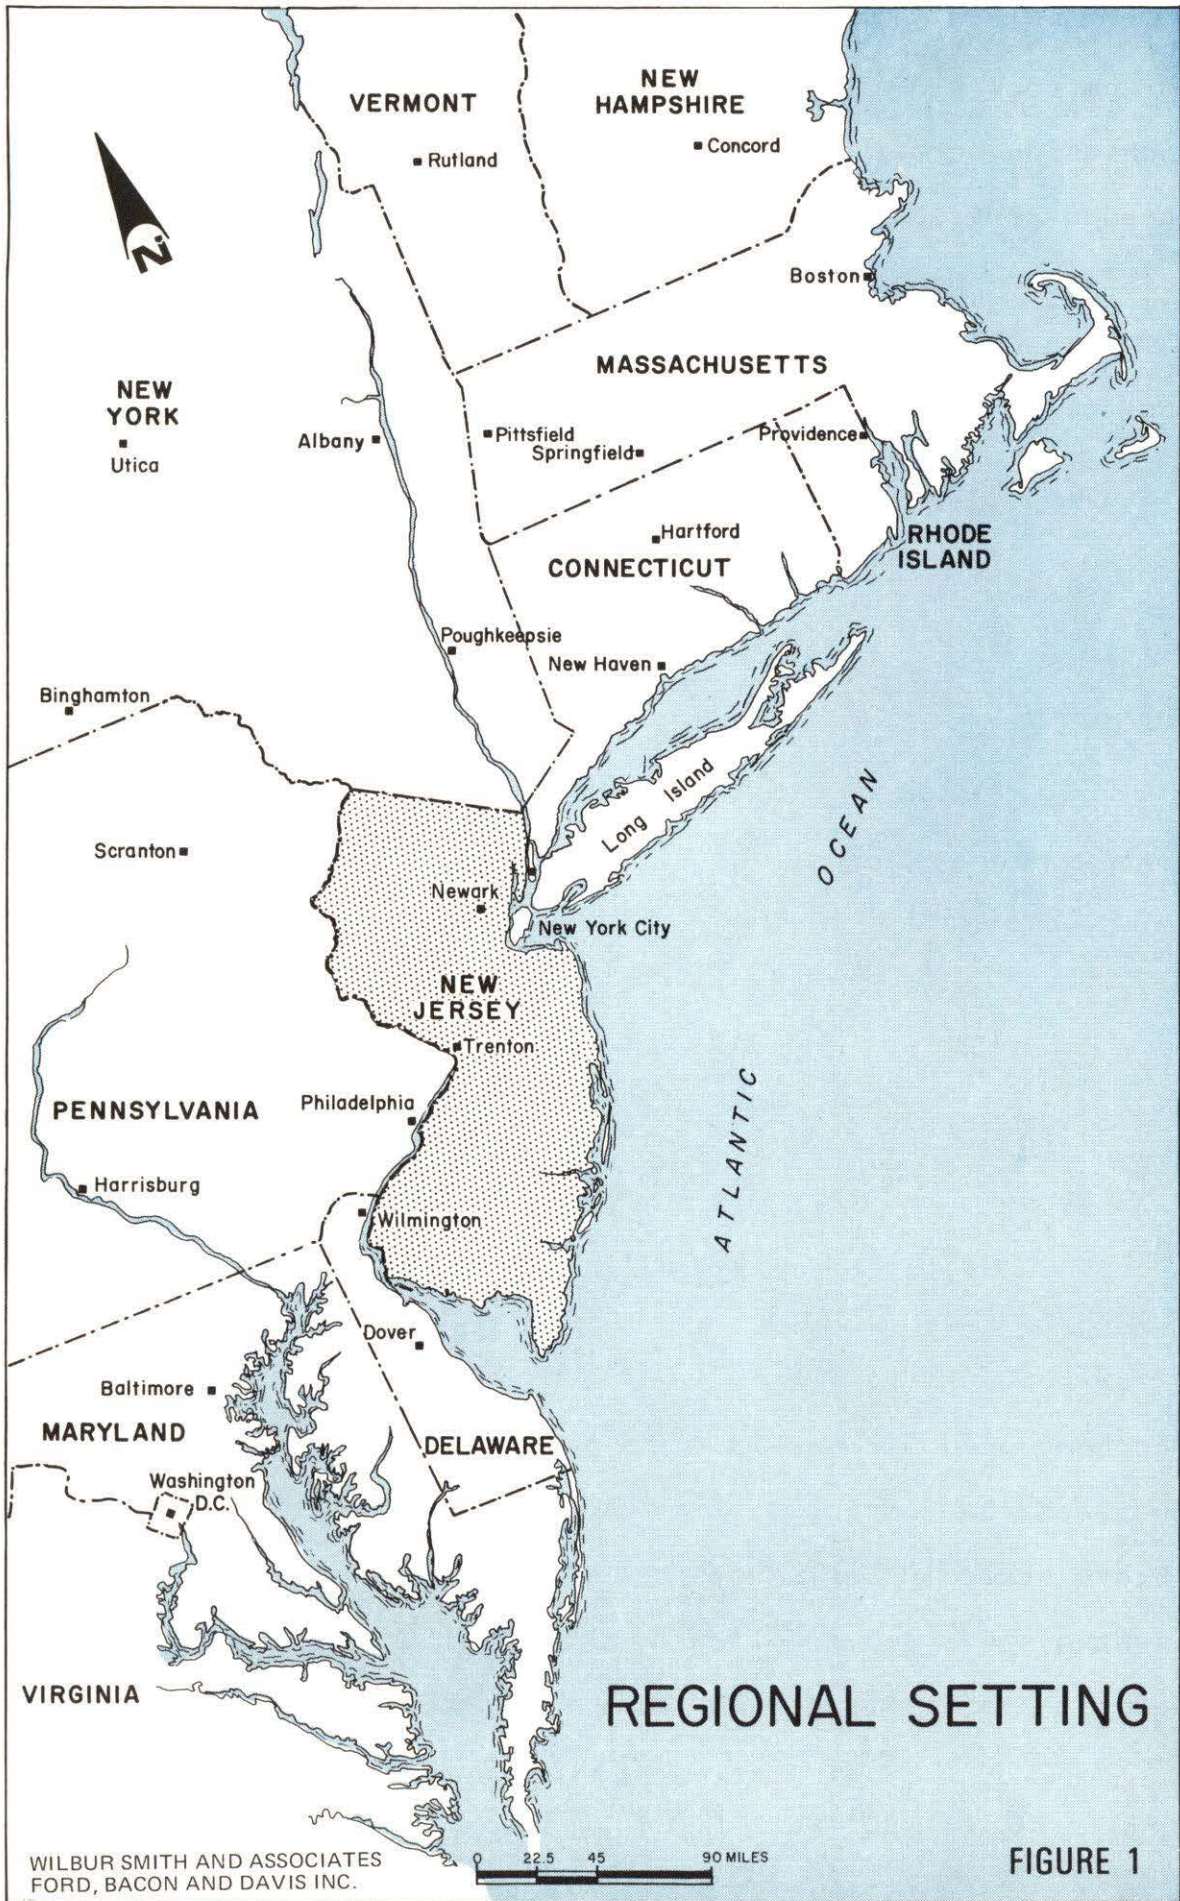 VERMONT
NEW
HAMPSHIRE
Rutland
Concord
N
Boston
MASSACHUSETTS
NEW
YORK
Utica
Albany
Pittsfield
Springfield
Providence
Hartford
CONNECTICUT
RHODE
ISLAND
Poughkeepsie
New Haven
Binghamton
Long Island
Scranton
Newark
New York City
ATLANTIC OCEAN
NEW
JERSEY
Trenton
PENNSYLVANIA
Philadelphia
Harrisburg
Wilmington
Dover
Baltimore
MARYLAND
DELAWARE
Washington
D.C.
VIRGINIA
REGIONAL SETTING
WILBUR SMITH AND ASSOCIATES
FORD, BACON AND DAVIS INC.
0 22.5 45 90 MILES
FIGURE 1